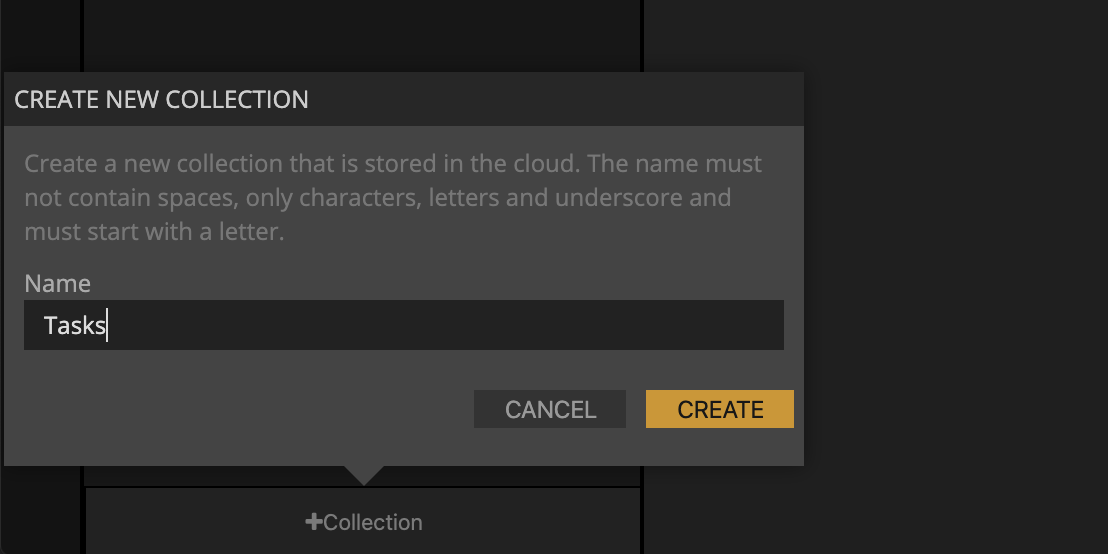 CREATE NEW COLLECTION
Create a new collection that is stored in the cloud. The name must
not contain spaces, only characters, letters and underscore and
must start with a letter.
Name
Tasks
CANCEL
CREATE
+Collection